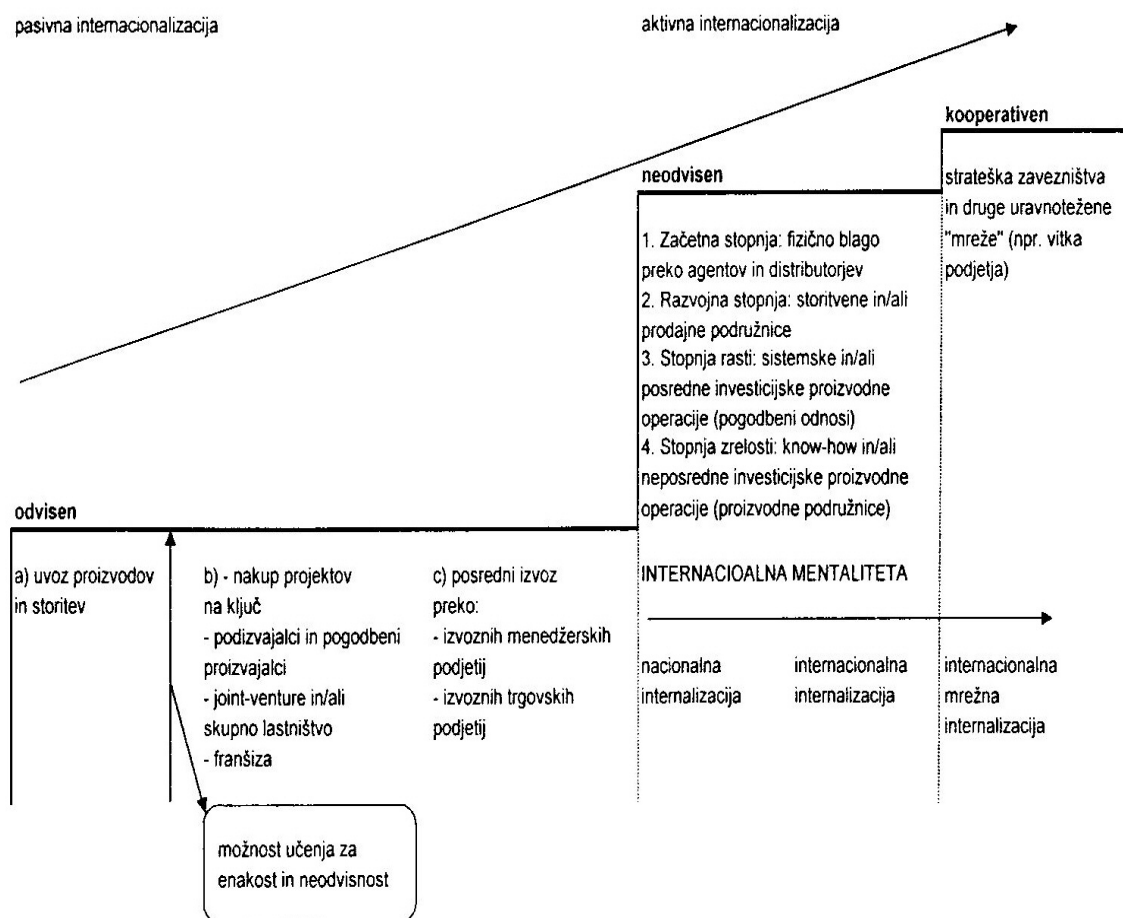 pasivna internacionalizacija
aktivna internacionalizacija
kooperativen
strateška zavezništva
in druge uravnotežene
"mreže" (npr. vitka
podjetja)
neodvisen
1. Začetna stopnja: fizično blago
preko agentov in distributorjev
2. Razvojna stopnja: storitvene in/ali
prodajne podružnice
3. Stopnja rasti: sistemske in/ali
posredne investicijske proizvodne
operacije (pogodbeni odnosi)
4. Stopnja zrelosti: know-how in/ali
neposredne investicijske proizvodne
operacije (proizvodne podružnice)
odvisen
a) uvoz proizvodov
in storitev
b) - nakup projektov
na ključ
- podizvajalci in pogodbeni
proizvajalci
- joint-venture in/ali
skupno lastništvo
- franšiza
c) posredni izvoz
preko:
- izvoznih menedžerskih
podjetij
- izvoznih trgovskih
podjetij
INTERNACIOALNA MENTALITETA
nacionalna
internalizacija
internacionalna
internalizacija
internacionalna
mrežna
internalizacija
možnost učenja za
enakost in neodvisnost